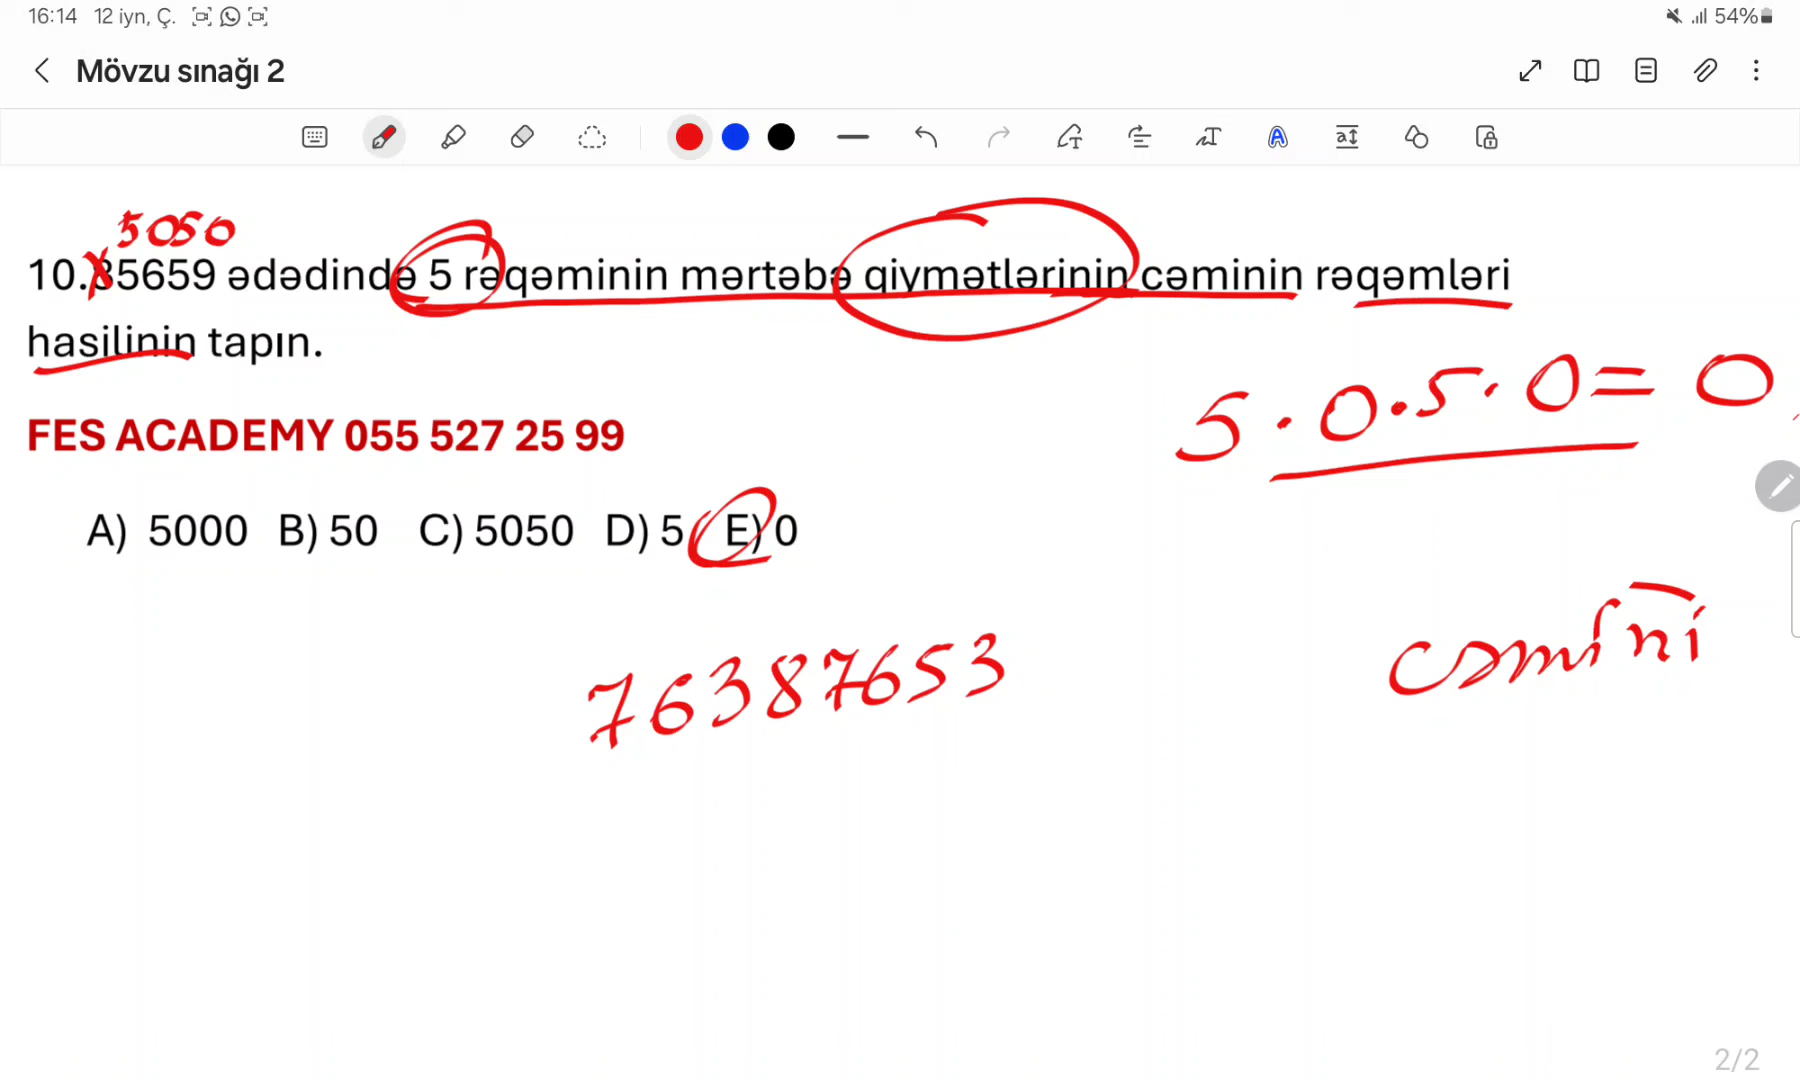 16:14 12 iyn, Ç. 54%
Mövzu sınağı 2
5050
10.85659 ədədində 5 rəqəminin mərtəbə qiymətlərinin cəminin rəqəmləri
hasilinin tapın.
5·0·5·0=0
FES ACADEMY 055 527 25 99
A) 5000 B) 50 C) 5050 D) 5 E) 0
cəmini
76387653
2/2